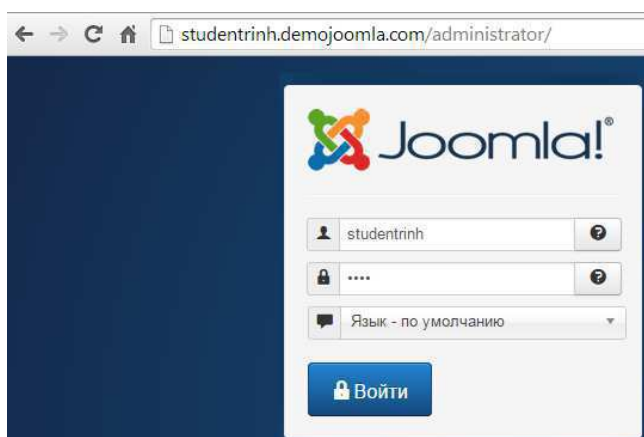 studentrinh.demojoomla.com/administrator/
Joomla!®
studentrinh
••••
Язык - по умолчанию
Войти